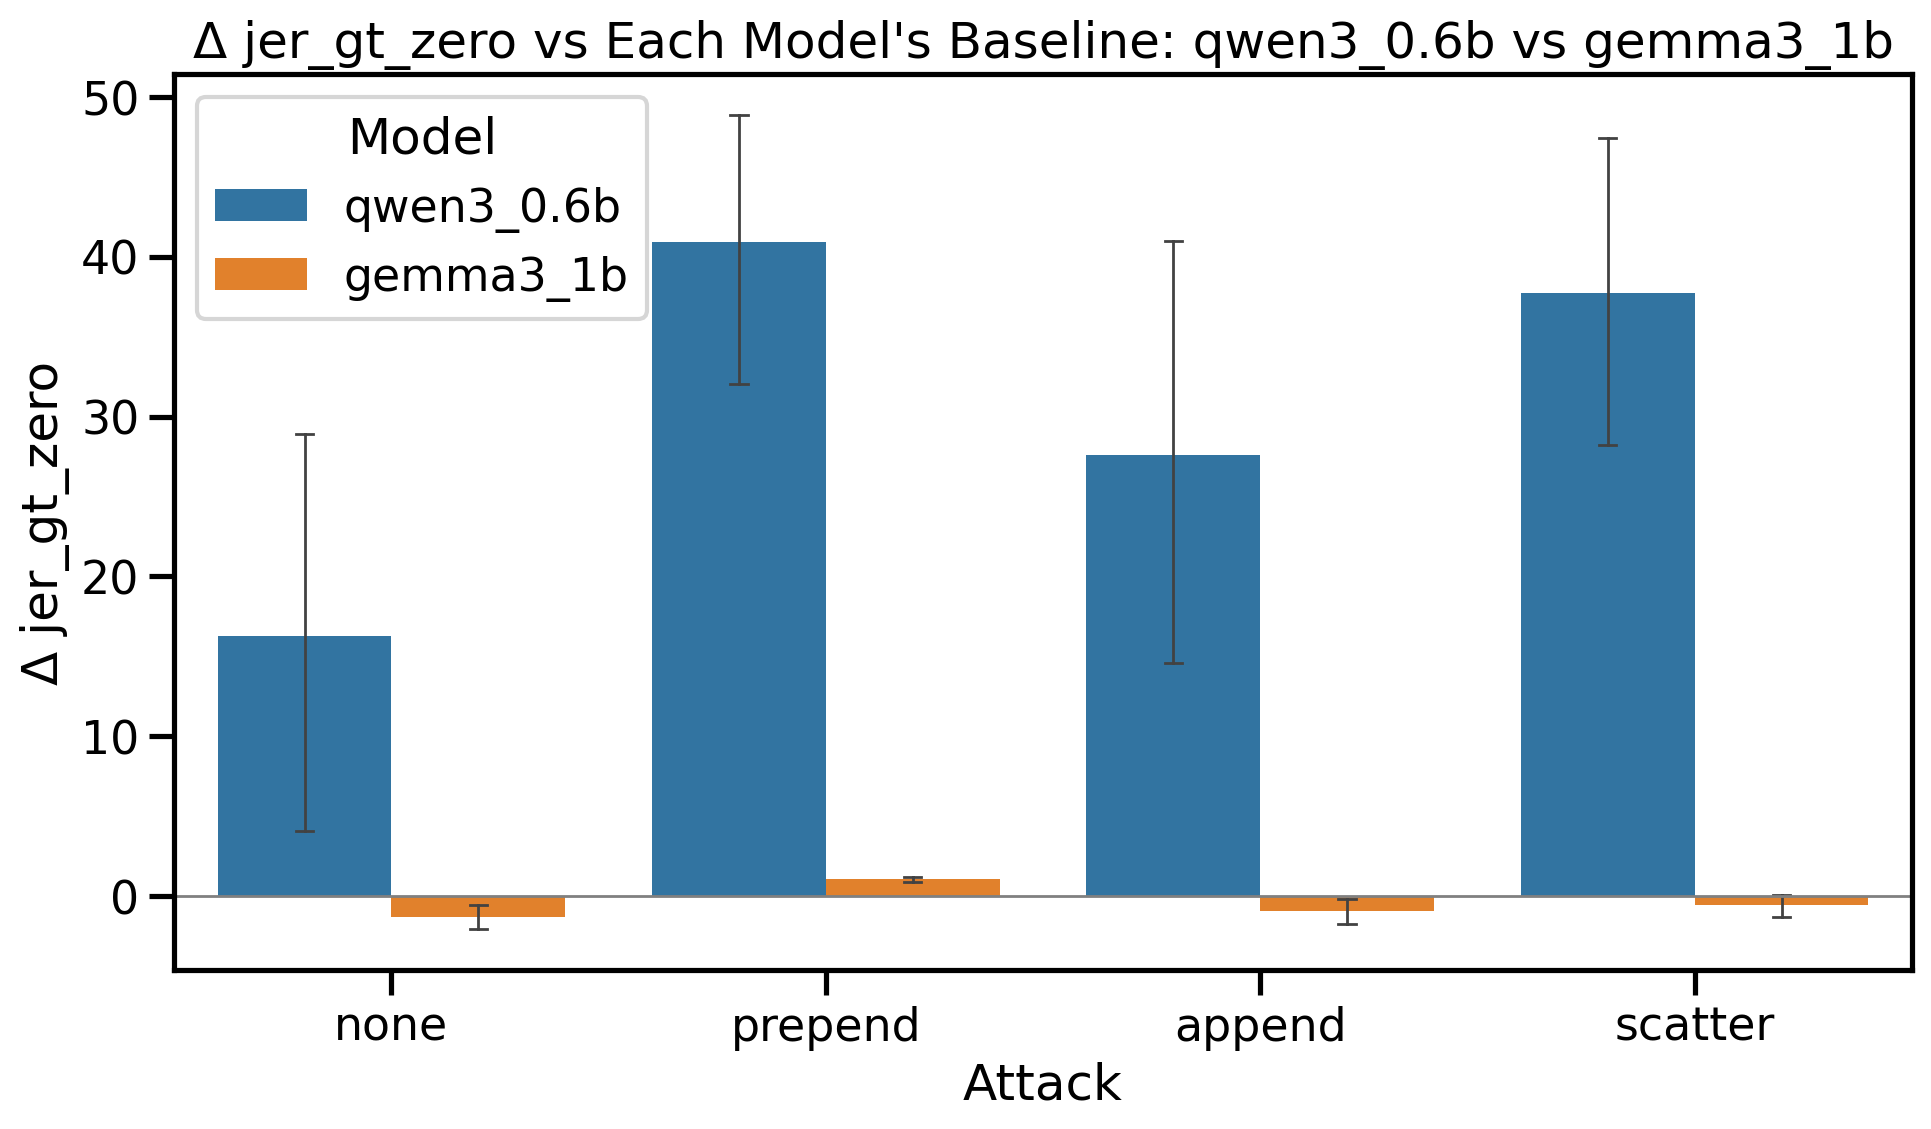 Δ jer_gt_zero vs Each Model's Baseline: qwen3_0.6b vs gemma3_1b
Model
qwen3_0.6b
gemma3_1b
Δ jer_gt_zero
50
40
30
20
10
0
none
prepend
append
scatter
Attack